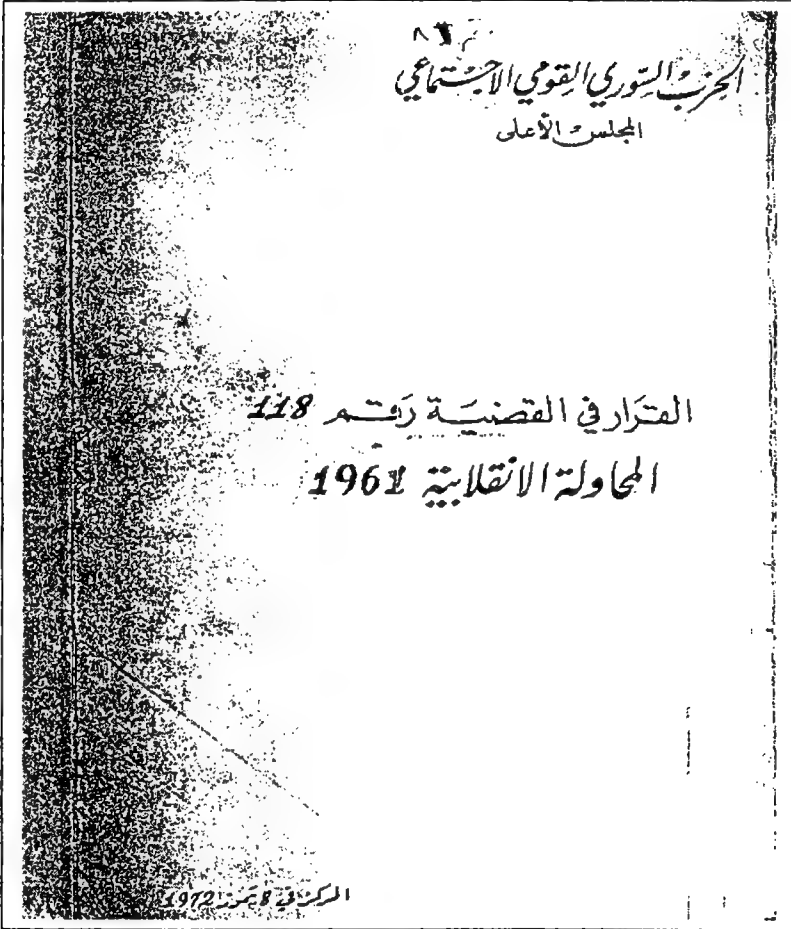 الحزب السوري القومي الاجتماعي
المجلس الأعلى
القرار في القضية رقم 118
المحاولة الانقلابية 1961
المركز في 8 تموز 1972